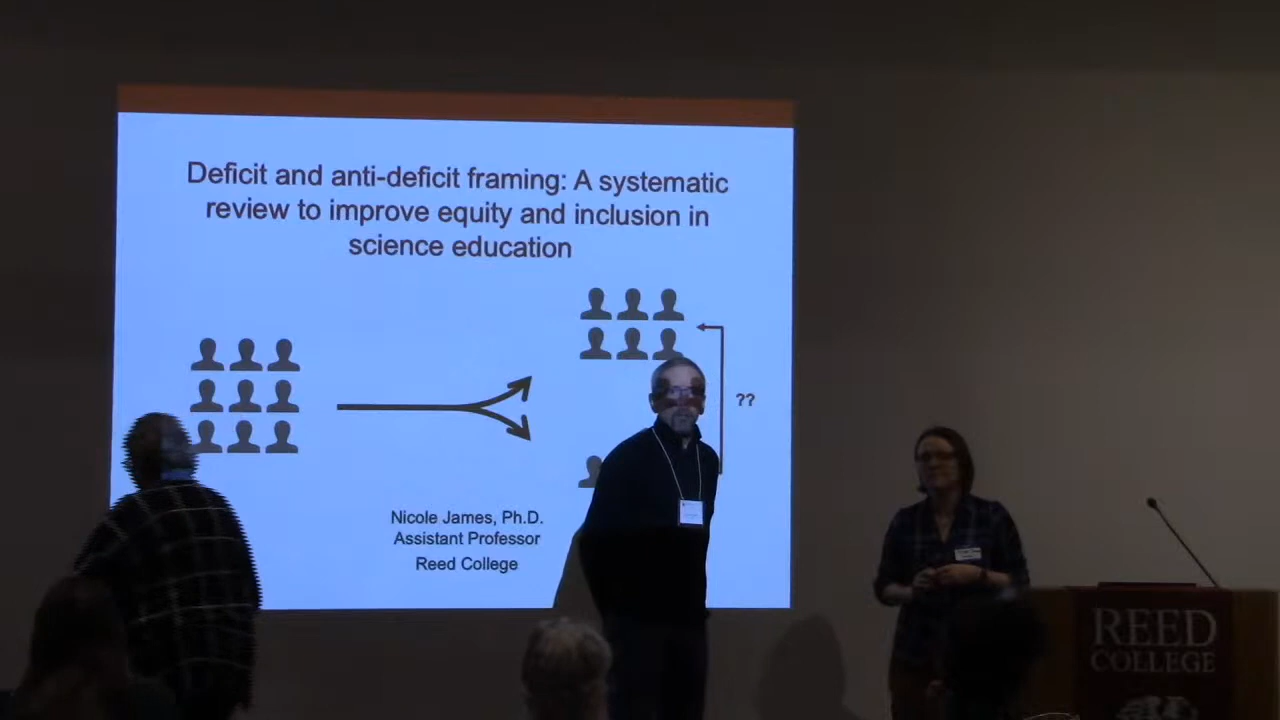 Deficit and anti-deficit framing: A systematic
review to improve equity and inclusion in
science education
??
Nicole James, Ph.D.
Assistant Professor
Reed College
REED
COLLEGE